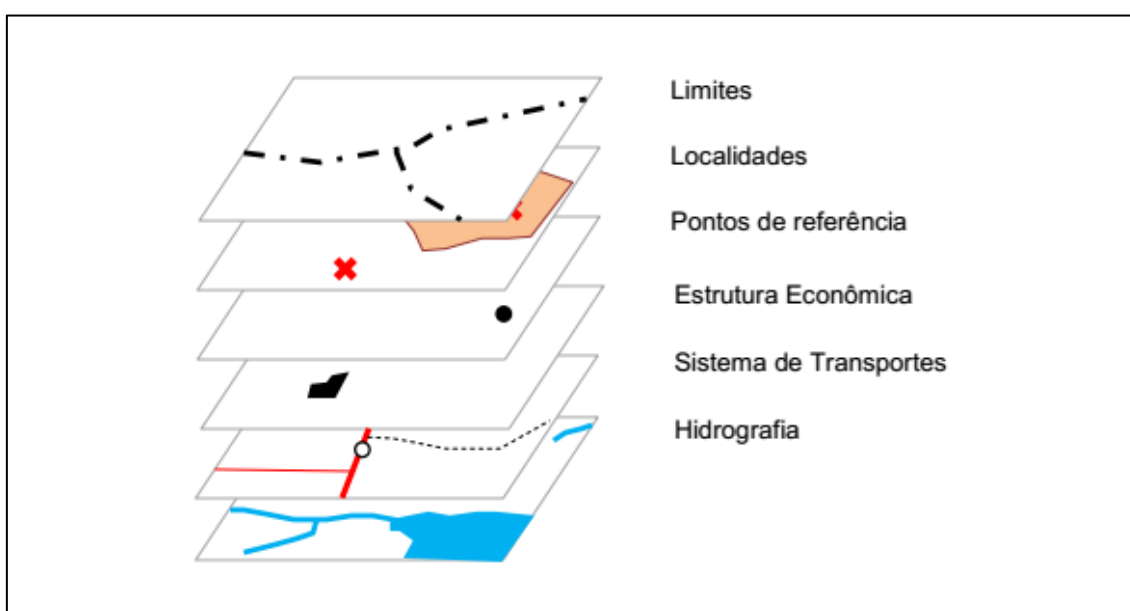 Limites
Localidades
Pontos de referência
Estrutura Econômica
Sistema de Transportes
Hidrografia